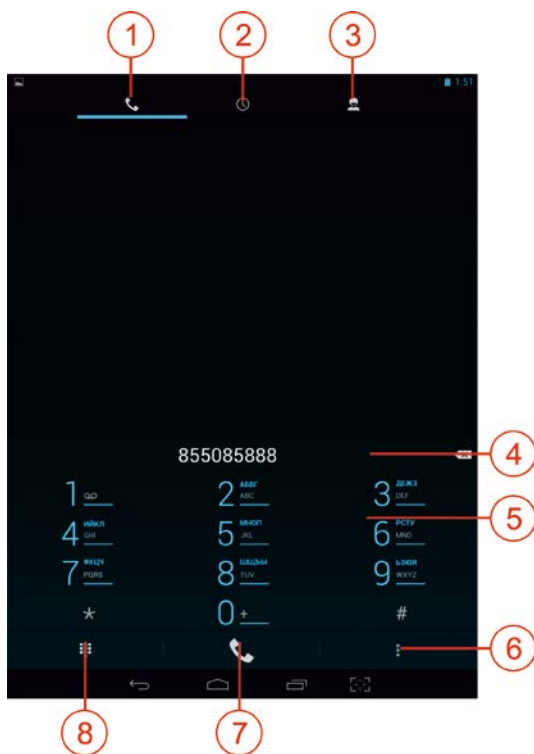 1 2 3
1:51
4
855085888
1 2 АБВГ ABC 3 ДЕЖЗ DEF
5
4 ИЙКЛ GHI 5 МНОП JKL 6 РСТУ MNO
7 ФХЦЧ PQRS 8 ШЩЪЫ TUV 9 ЬЭЮЯ WXYZ
* 0 + #
6
8 7